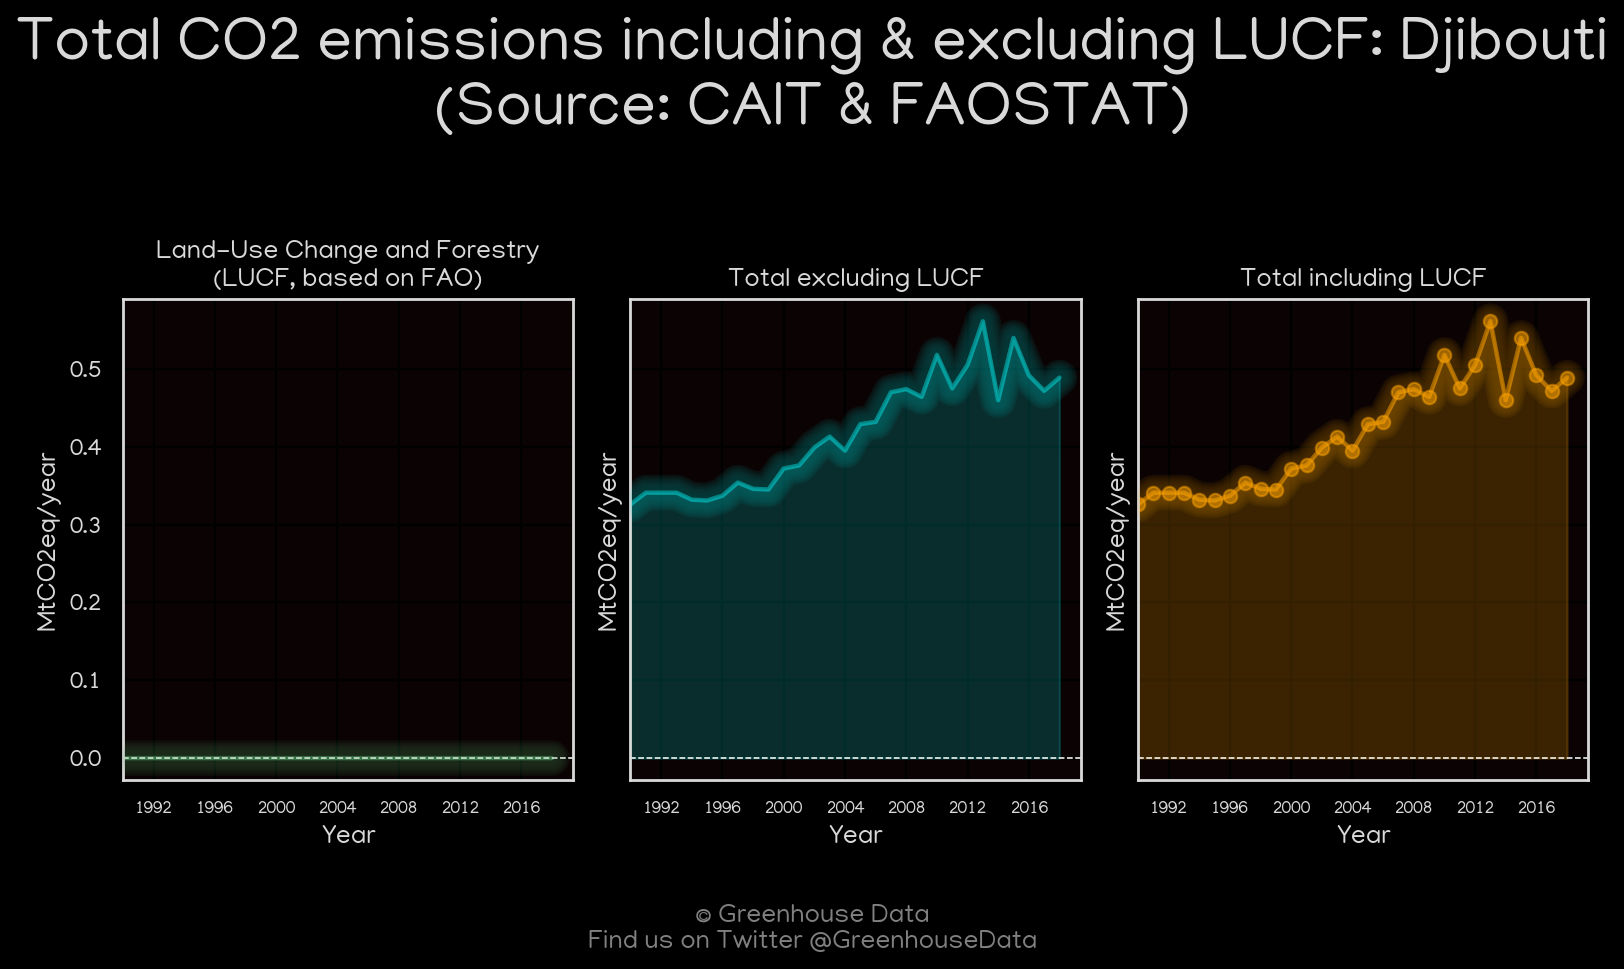 Total CO2 emissions including & excluding LUCF: Djibouti
(Source: CAIT & FAOSTAT)
Land-Use Change and Forestry
(LUCF, based on FAO)
Total excluding LUCF
Total including LUCF
0.5
0.4
0.3
0.2
0.1
0.0
MtCO2eq/year
MtCO2eq/year
MtCO2eq/year
1992 1996 2000 2004 2008 2012 2016
1992 1996 2000 2004 2008 2012 2016
1992 1996 2000 2004 2008 2012 2016
Year
Year
Year
© Greenhouse Data
Find us on Twitter @GreenhouseData